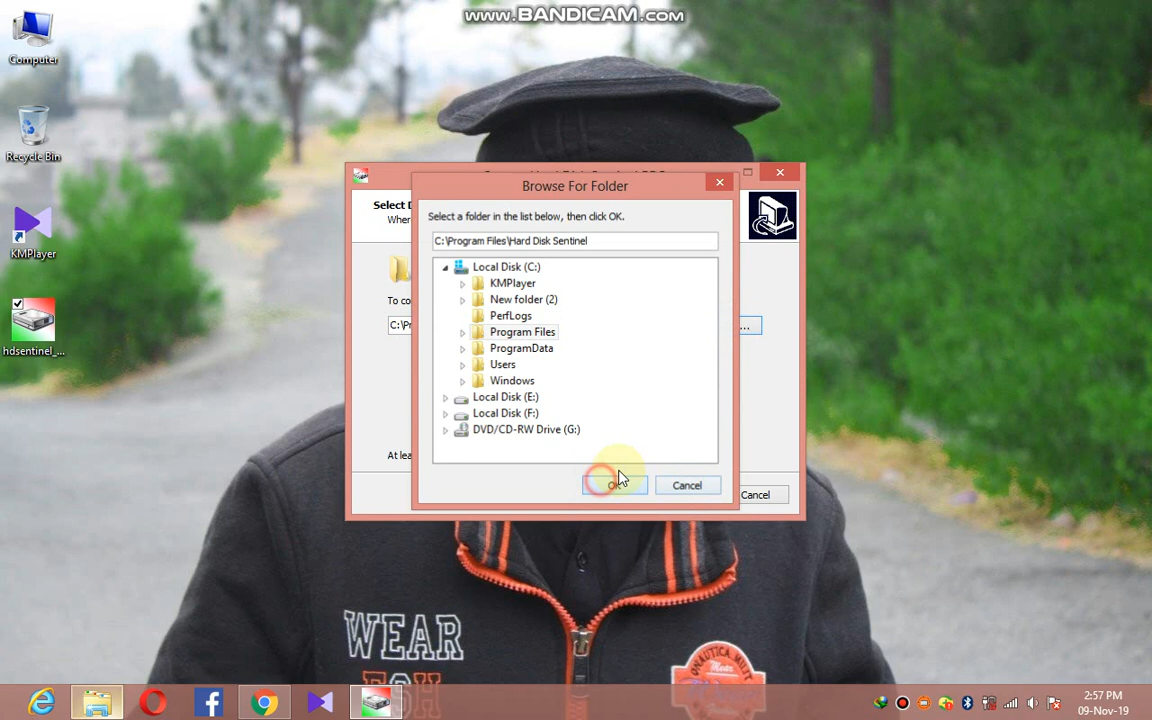 www.BANDICAM.com
Computer
Recycle Bin
KMPlayer
hdsentinel_...
Select D
Wher
To co
C:\Pr
...
At lea
Cancel
Browse For Folder
Select a folder in the list below, then click OK.
C:\Program Files\Hard Disk Sentinel
Local Disk (C:)
KMPlayer
New folder (2)
PerfLogs
Program Files
ProgramData
Users
Windows
Local Disk (E:)
Local Disk (F:)
DVD/CD-RW Drive (G:)
OK
Cancel
WEAR
2:57 PM
09-Nov-19